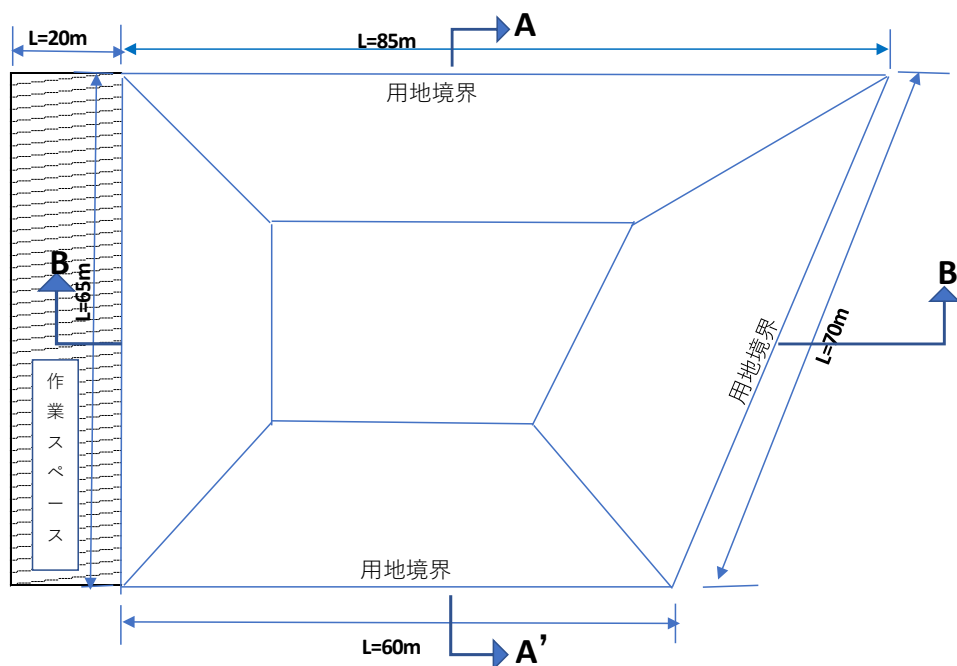 A
L=20m
L=85m
用地境界
B
L=65m
B
用地境界
L=70m
作業スペース
用地境界
L=60m
A’